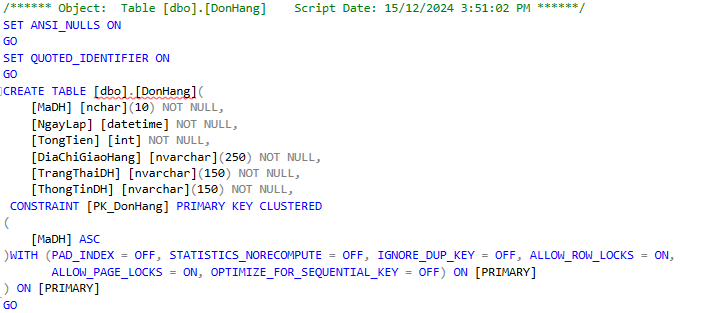 /****** Object:  Table [dbo].[DonHang]    Script Date: 15/12/2024 3:51:02 PM ******/
SET ANSI_NULLS ON
GO
SET QUOTED_IDENTIFIER ON
GO
CREATE TABLE [dbo].[DonHang](
    [MaDH] [nchar](10) NOT NULL,
    [NgayLap] [datetime] NOT NULL,
    [TongTien] [int] NOT NULL,
    [DiaChiGiaoHang] [nvarchar](250) NOT NULL,
    [TrangThaiDH] [nvarchar](150) NOT NULL,
    [ThongTinDH] [nvarchar](150) NOT NULL,
 CONSTRAINT [PK_DonHang] PRIMARY KEY CLUSTERED
(
    [MaDH] ASC
)WITH (PAD_INDEX = OFF, STATISTICS_NORECOMPUTE = OFF, IGNORE_DUP_KEY = OFF, ALLOW_ROW_LOCKS = ON,
       ALLOW_PAGE_LOCKS = ON, OPTIMIZE_FOR_SEQUENTIAL_KEY = OFF) ON [PRIMARY]
) ON [PRIMARY]
GO